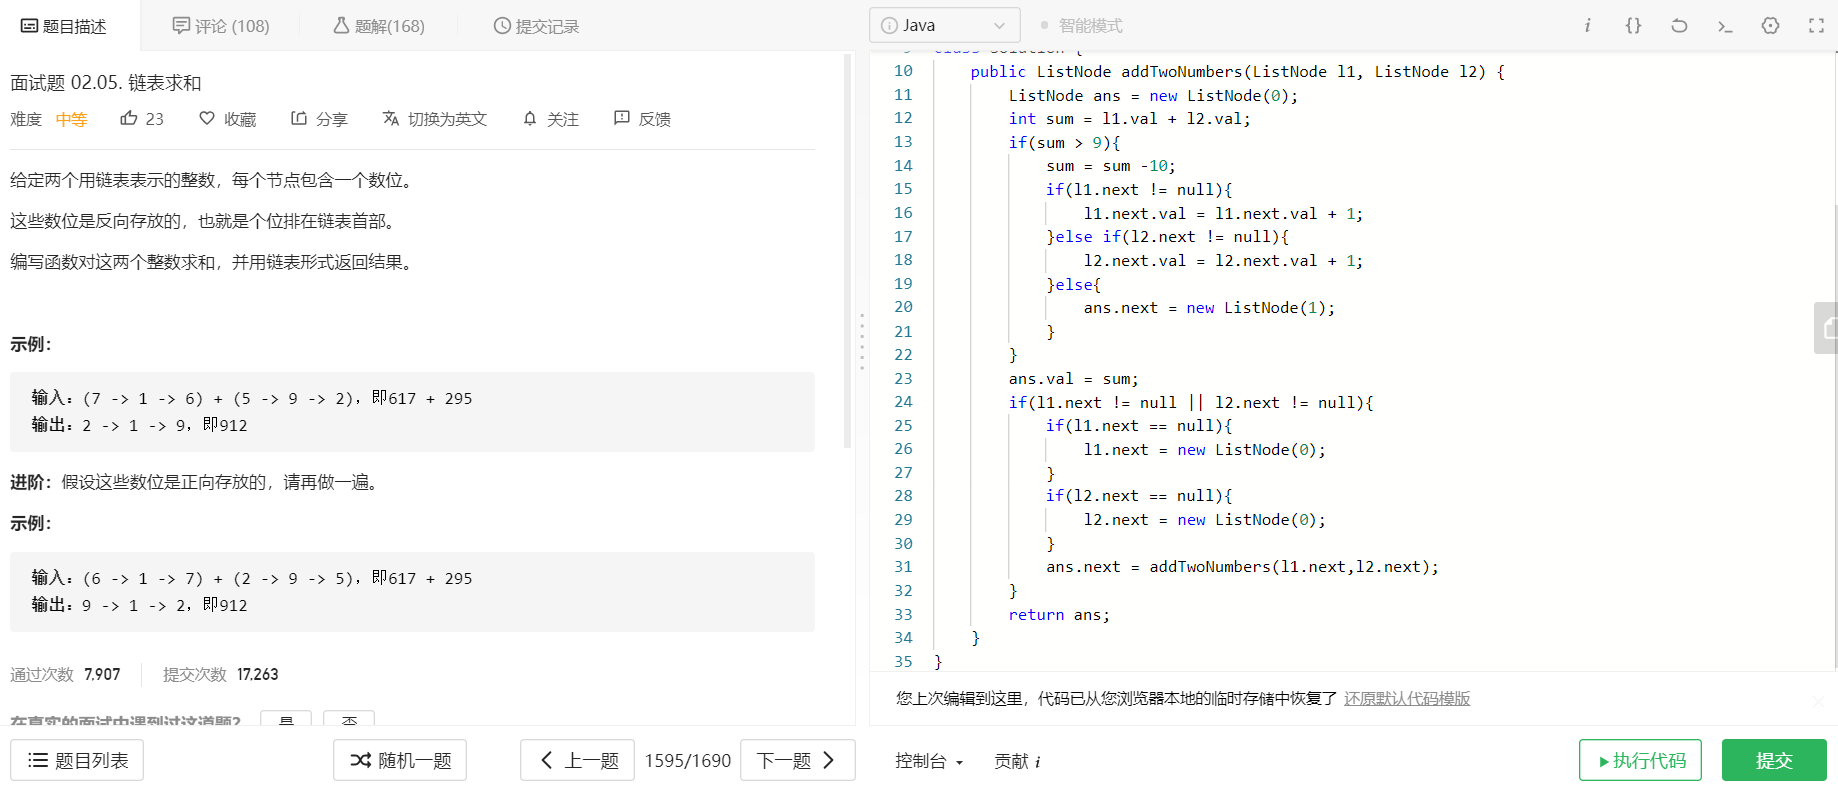 题目描述
评论 (108)
题解(168)
提交记录
面试题 02.05. 链表求和
难度 中等 23 收藏 分享 切换为英文 关注 反馈
给定两个用链表表示的整数，每个节点包含一个数位。
这些数位是反向存放的，也就是个位排在链表首部。
编写函数对这两个整数求和，并用链表形式返回结果。
示例：
输入：(7 -> 1 -> 6) + (5 -> 9 -> 2)，即617 + 295
输出：2 -> 1 -> 9，即912
进阶：假设这些数位是正向存放的，请再做一遍。
示例：
输入：(6 -> 1 -> 7) + (2 -> 9 -> 5)，即617 + 295
输出：9 -> 1 -> 2，即912
通过次数 7,907 提交次数 17,263
在真实的面试中遇到过这道题？ 是 否
题目列表
随机一题
上一题
1595/1690
下一题
Java
智能模式
9 class Solution {
10 public ListNode addTwoNumbers(ListNode l1, ListNode l2) {
11 ListNode ans = new ListNode(0);
12 int sum = l1.val + l2.val;
13 if(sum > 9){
14 sum = sum -10;
15 if(l1.next != null){
16 l1.next.val = l1.next.val + 1;
17 }else if(l2.next != null){
18 l2.next.val = l2.next.val + 1;
19 }else{
20 ans.next = new ListNode(1);
21 }
22 }
23 ans.val = sum;
24 if(l1.next != null || l2.next != null){
25 if(l1.next == null){
26 l1.next = new ListNode(0);
27 }
28 if(l2.next == null){
29 l2.next = new ListNode(0);
30 }
31 ans.next = addTwoNumbers(l1.next,l2.next);
32 }
33 return ans;
34 }
35 }
您上次编辑到这里，代码已从您浏览器本地的临时存储中恢复了 还原默认代码模版
控制台
贡献 i
执行代码
提交